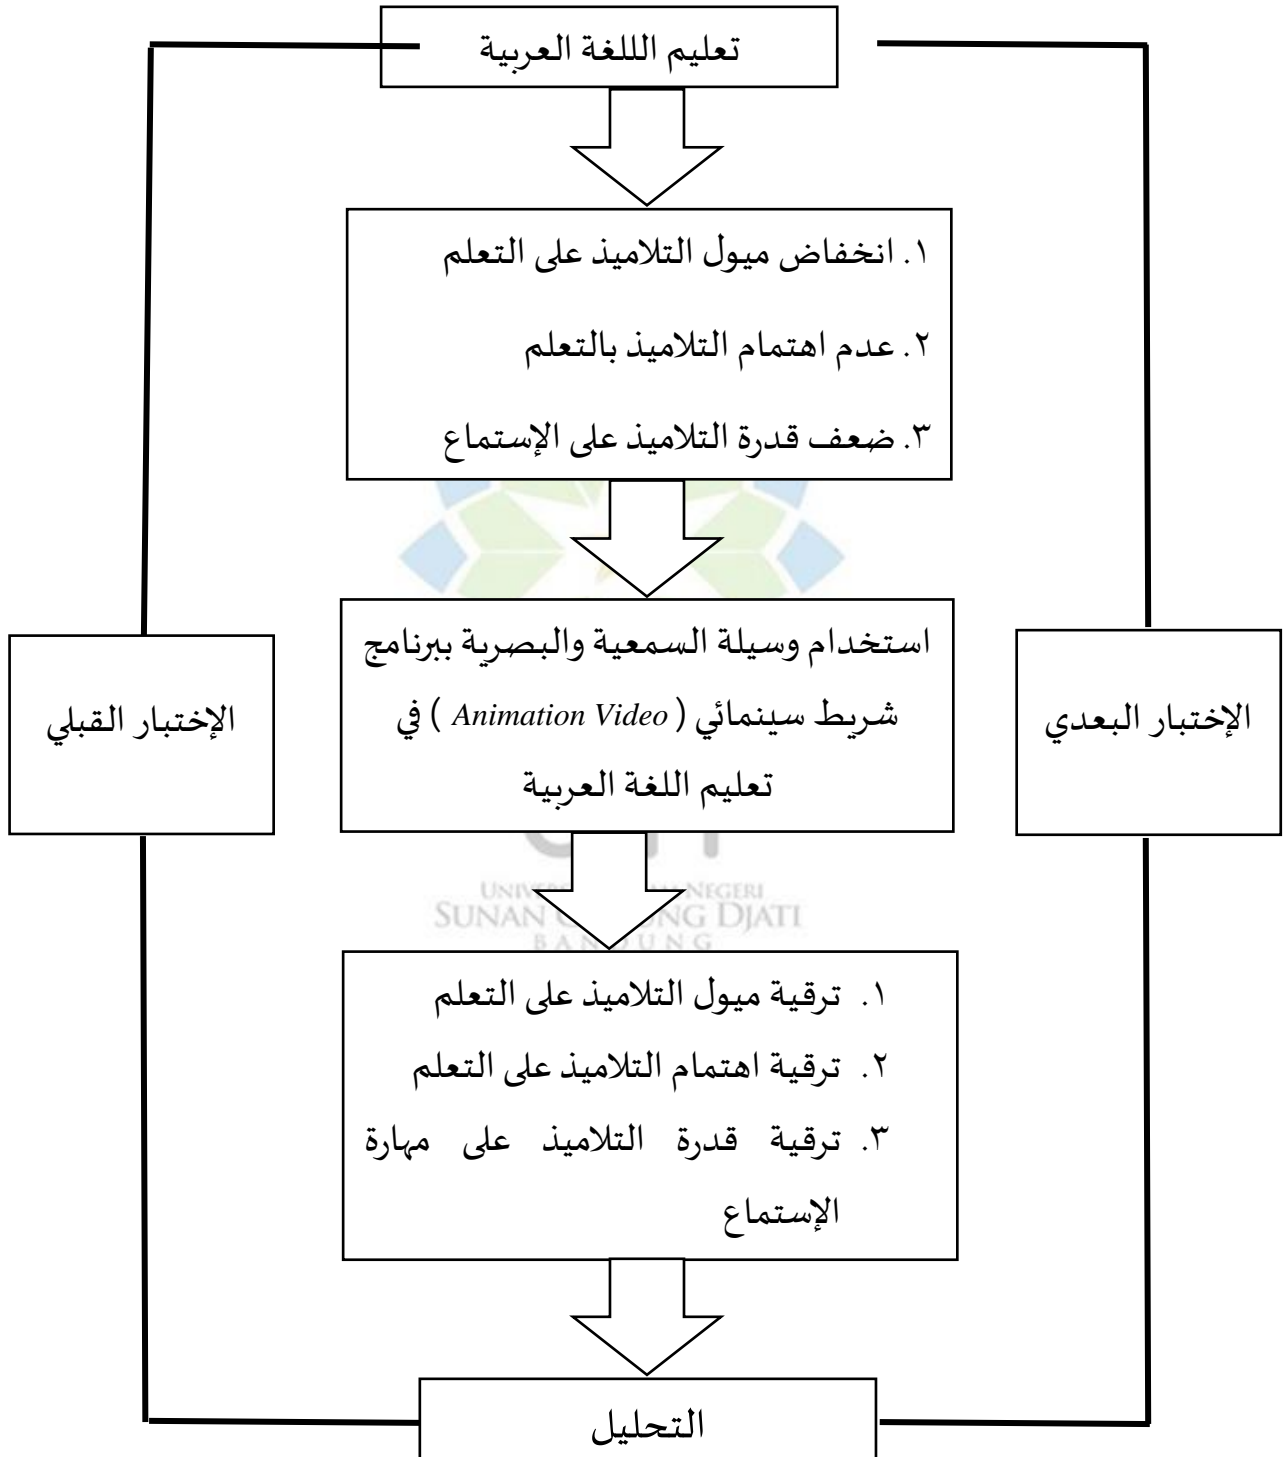 تعليم الللغة العربية
١. انخفاض ميول التلاميذ على التعلم
٢. عدم اهتمام التلاميذ بالتعلم
٣. ضعف قدرة التلاميذ على الإستماع
استخدام وسيلة السمعية والبصرية ببرنامج
شريط سينمائي ( Animation Video ) في
تعليم اللغة العربية
الإختبار البعدي
الإختبار القبلي
NEGERI
SUNAN DJATI
BANDUNG
١. ترقية ميول التلاميذ على التعلم
٢. ترقية اهتمام التلاميذ على التعلم
٣. ترقية قدرة التلاميذ على مهارة
الإستماع
التحليل